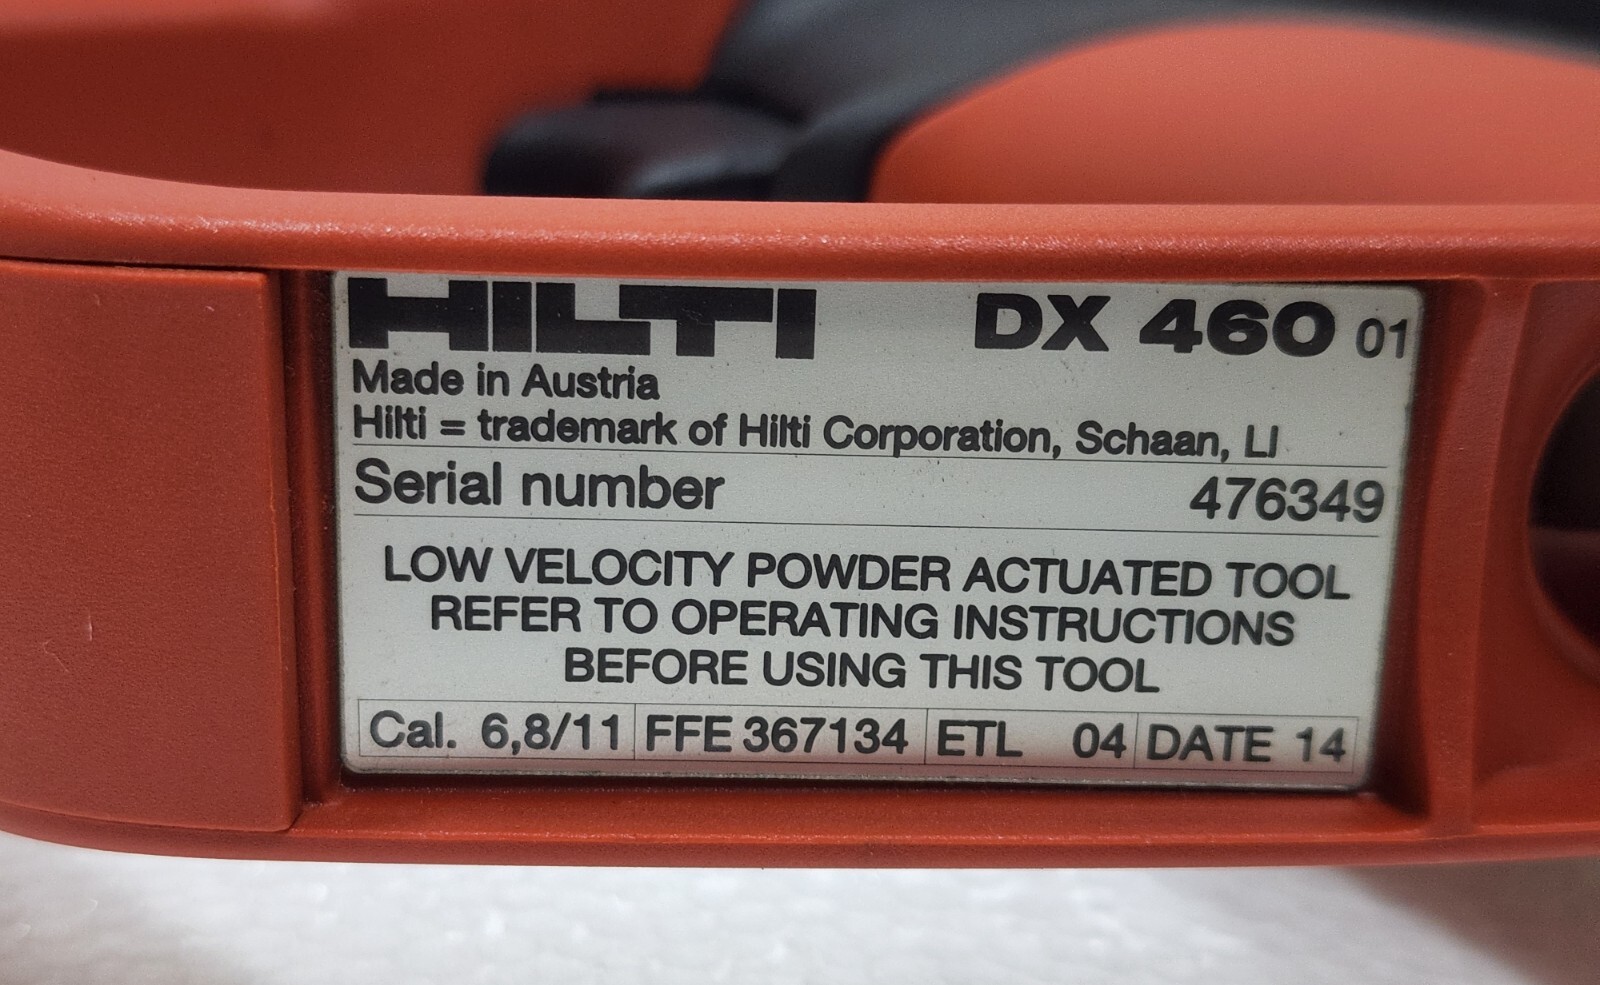 HILTI DX 460 01
Made in Austria
Hilti = trademark of Hilti Corporation, Schaan, LI
Serial number 476349
LOW VELOCITY POWDER ACTUATED TOOL
REFER TO OPERATING INSTRUCTIONS
BEFORE USING THIS TOOL
Cal. 6,8/11 FFE 367134 ETL 04 DATE 14